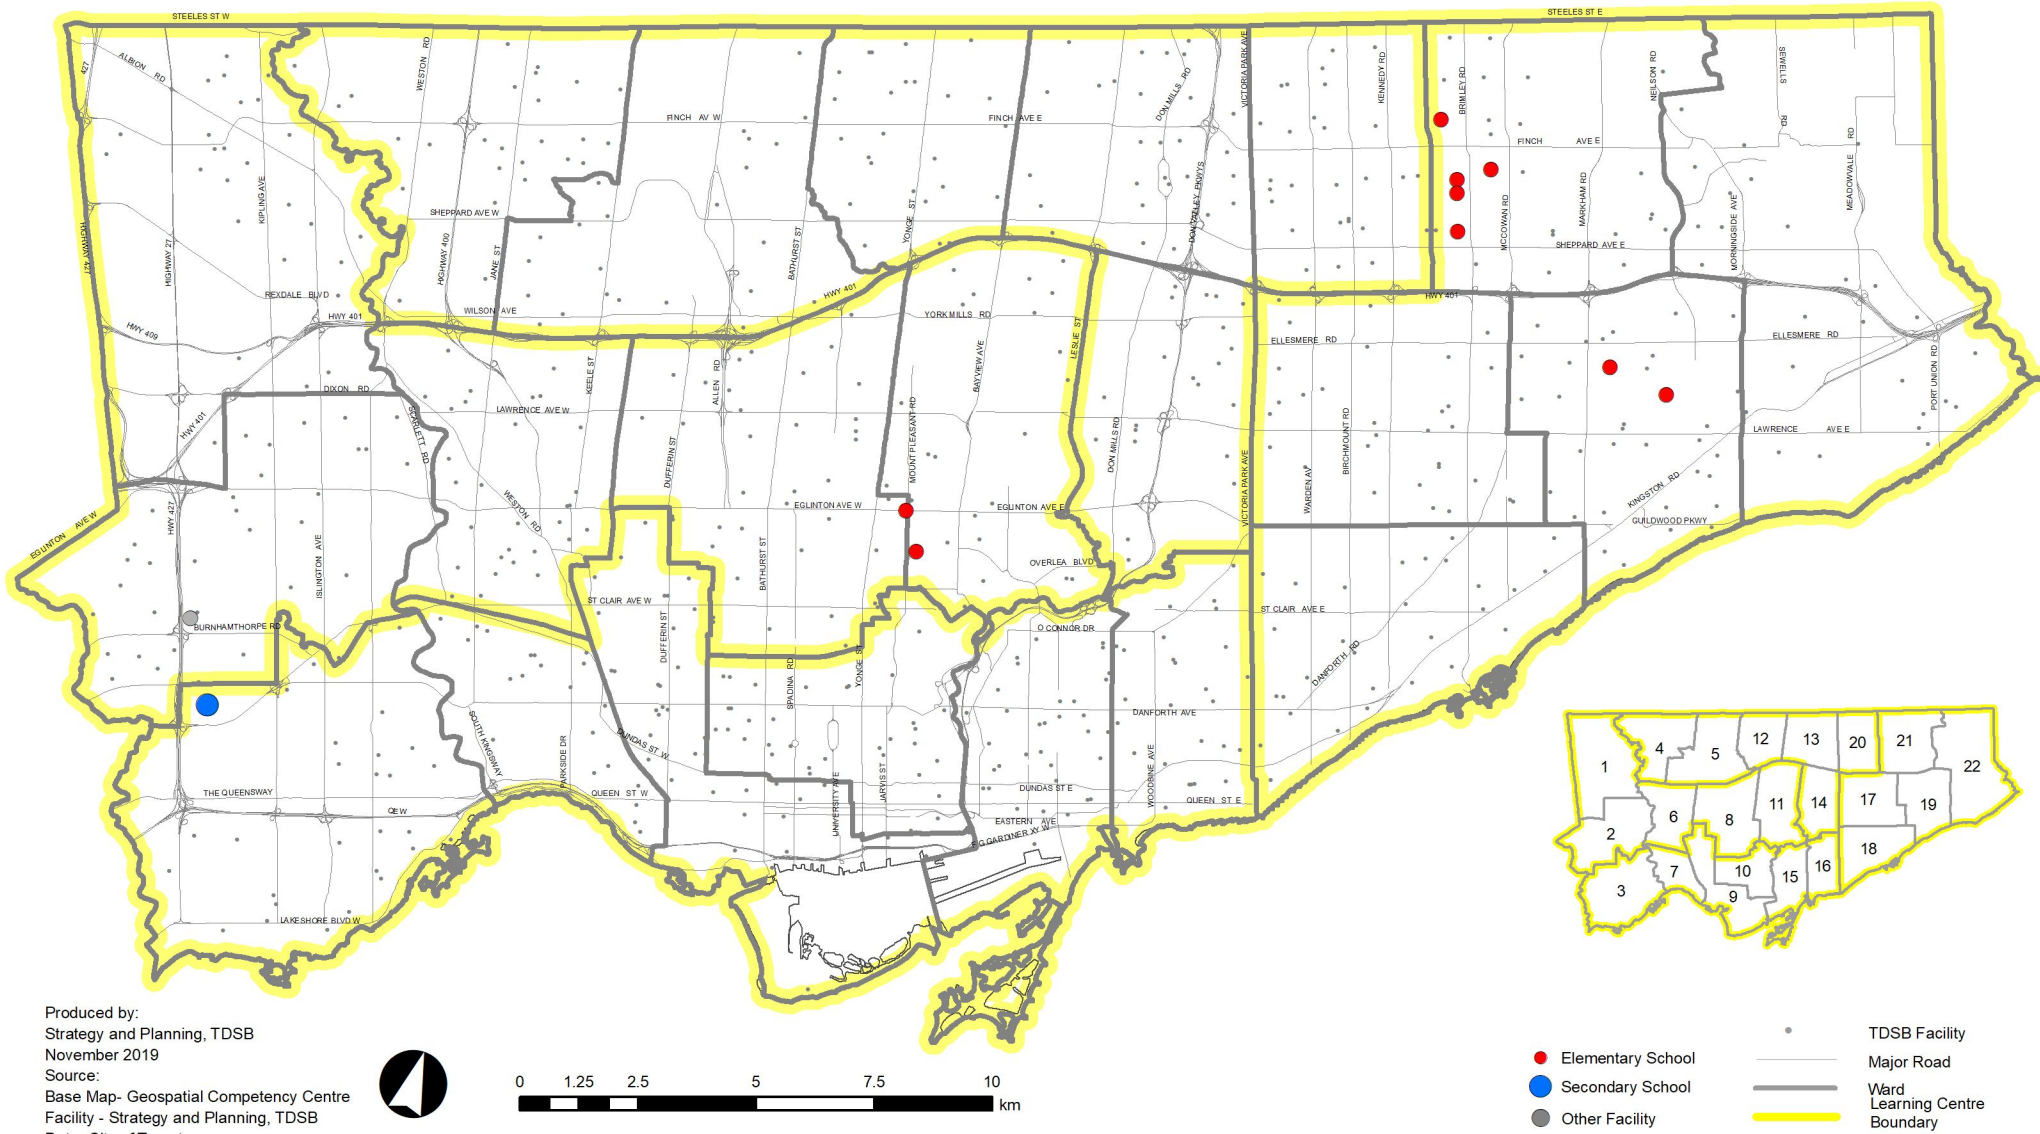 STEELES ST W
STEELES ST E
427
ALBION RD
WESTON RD
VICTORIA PARK AVE
KENNEDY RD
BRIMLEY RD
NEILSON RD
SEWELLS RD
DON MILLS RD
FINCH AV W
FINCH AVE E
FINCH AVE E
MEADOWVALE RD
KIPLING AVE
HIGHWAY 427
HIGHWAY 27
SHEPPARD AVE W
HIGHWAY 400
JANE ST
BATHURST ST
YONGE ST
DON VALLEY PKWYS
MCCOWAN RD
MARKHAM RD
SHEPPARD AVE E
MORNINGSIDE AVE
REXDALE BLVD
HWY 401
WILSON AVE
HWY 401
YORK MILLS RD
HWY 401
HWY 409
ELLESMERE RD
ELLESMERE RD
LESLIE ST
BAYVIEW AVE
KEELE ST
ALLEN RD
PORT UNION RD
DIXON RD
SCARLETT RD
LAWRENCE AVE W
MOUNT PLEASANT RD
DON MILLS RD
BIRCHMOUNT RD
LAWRENCE AVE E
HWY 401
DUFFERIN ST
WARDEN AV
VICTORIA PARK AVE
KINGSTON RD
GUILDWOOD PKWY
EGLINTON AVE W
HWY 427
WESTON RD
EGLINTON AVE W
EGLINTON AVE E
ISLINGTON AVE
BATHURST ST
OVERLEA BLVD
ST CLAIR AVE W
ST CLAIR AVE E
BURNHAMTHORPE RD
DUFFERIN ST
O CONNOR DR
SPADINA RD
YONGE ST
DANFORTH RD
DANFORTH AVE
SOUTH KINGSWAY
PARKSIDE DR
DUNDAS ST W
UNIVERSITY AVE
JARVIS ST
WOODBINE AVE
THE QUEENSWAY
QUEEN ST W
DUNDAS ST E
QUEEN ST E
QEW
EASTERN AVE
F G GARDINER XY W
LAKESHORE BLVD W
1
4
5
12
13
20
21
22
2
6
8
11
14
17
19
3
7
10
9
15
16
18
Produced by:
Strategy and Planning, TDSB
November 2019
Source:
Base Map- Geospatial Competency Centre
Facility - Strategy and Planning, TDSB
0 1.25 2.5 5 7.5 10
km
Elementary School
Secondary School
Other Facility
TDSB Facility
Major Road
Ward
Learning Centre
Boundary